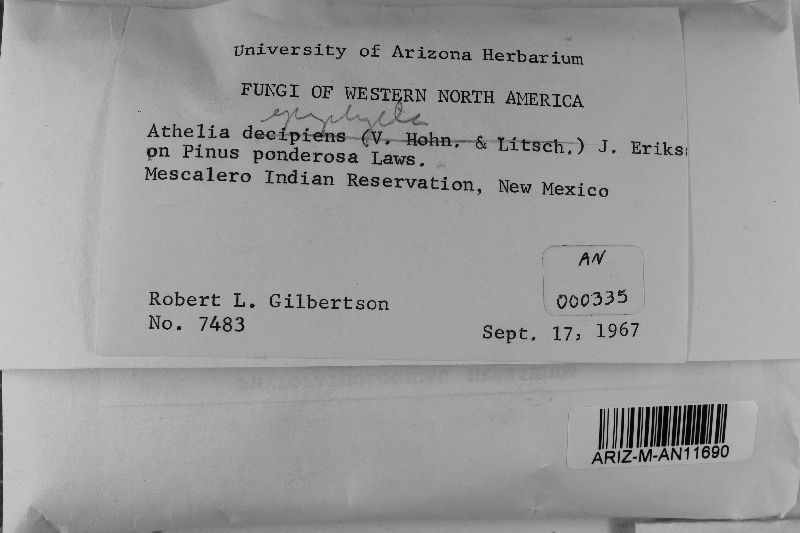 University of Arizona Herbarium
FUNGI OF WESTERN NORTH AMERICA
epiphylla
Athelia decipiens (V. Hohn. & Litsch.) J. Eriks
on Pinus ponderosa Laws.
Mescalero Indian Reservation, New Mexico
AN
000335
Robert L. Gilbertson
No. 7483
Sept. 17, 1967
ARIZ-M-AN11690